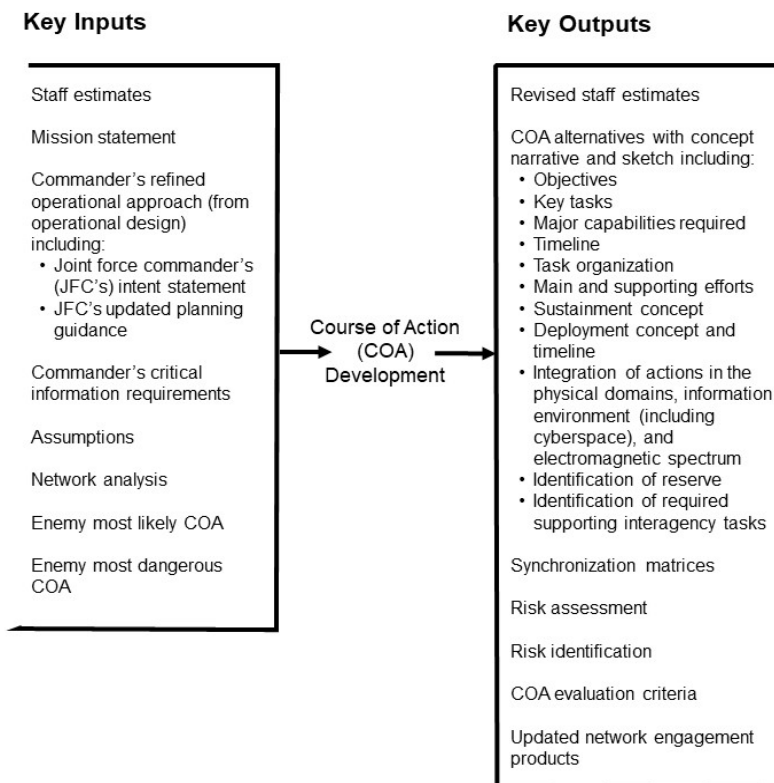 Key Inputs
Staff estimates
Mission statement
Commander's refined
operational approach (from
operational design)
including:
• Joint force commander's
(JFC's) intent statement
• JFC's updated planning
guidance
Commander's critical
information requirements
Assumptions
Network analysis
Enemy most likely COA
Enemy most dangerous
COA
Course of Action
(COA)
Development
Key Outputs
Revised staff estimates
COA alternatives with concept
narrative and sketch including:
• Objectives
• Key tasks
• Major capabilities required
• Timeline
• Task organization
• Main and supporting efforts
• Sustainment concept
• Deployment concept and
timeline
• Integration of actions in the
physical domains, information
environment (including
cyberspace), and
electromagnetic spectrum
• Identification of reserve
• Identification of required
supporting interagency tasks
Synchronization matrices
Risk assessment
Risk identification
COA evaluation criteria
Updated network engagement
products